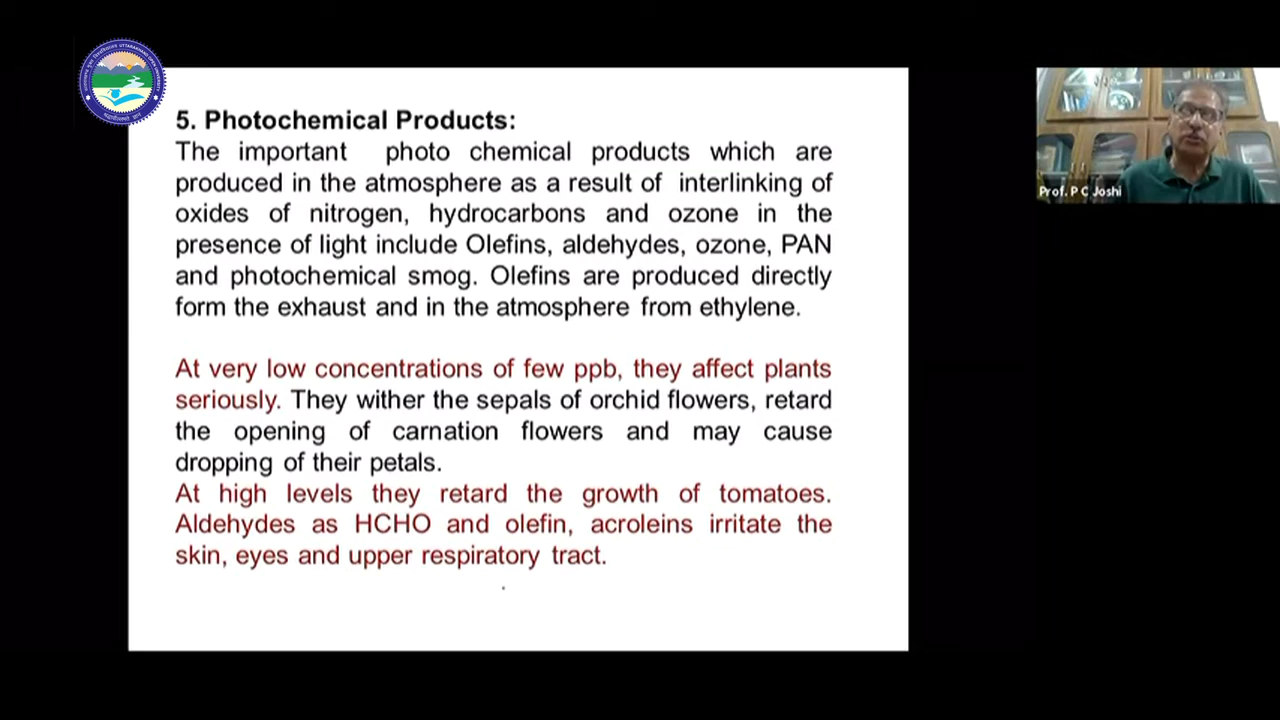 5. Photochemical Products:
The important photo chemical products which are
produced in the atmosphere as a result of interlinking of
oxides of nitrogen, hydrocarbons and ozone in the
presence of light include Olefins, aldehydes, ozone, PAN
and photochemical smog. Olefins are produced directly
form the exhaust and in the atmosphere from ethylene.
At very low concentrations of few ppb, they affect plants
seriously. They wither the sepals of orchid flowers, retard
the opening of carnation flowers and may cause
dropping of their petals.
At high levels they retard the growth of tomatoes.
Aldehydes as HCHO and olefin, acroleins irritate the
skin, eyes and upper respiratory tract.
Prof. P C Joshi